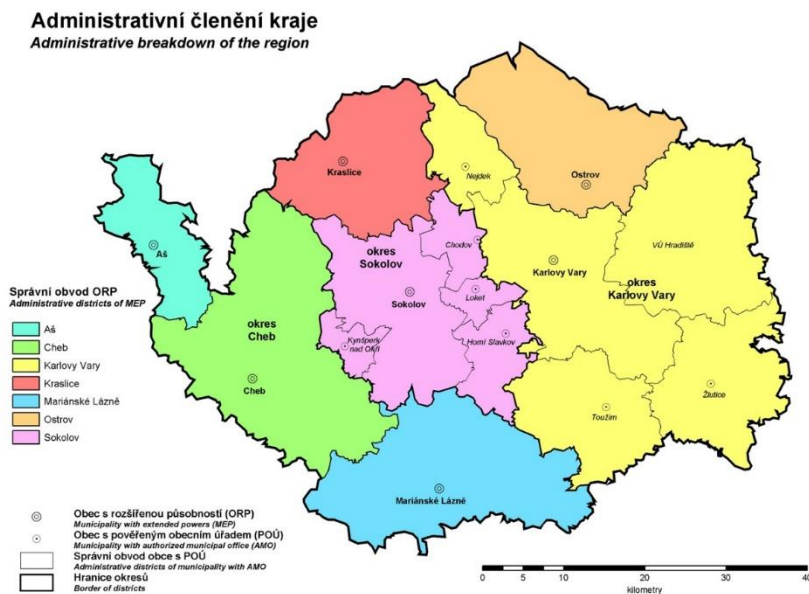 Administrativní členění kraje
Administrative breakdown of the region
Kraslice
Nejdek
Ostrov
Aš
okres
Sokolov
Chodov
VÚ Hradiště
Karlovy Vary
okres
Karlovy Vary
Loket
Sokolov
Správní obvod ORP
Administrative districts of MEP
Aš
Cheb
Karlovy Vary
Kraslice
Mariánské Lázně
Ostrov
Sokolov
okres
Cheb
Kynšperk
nad Ohří
Horní Slavkov
Cheb
Toužim
Žlutice
Mariánské Lázně
Obec s rozšířenou působností (ORP)
Municipality with extended powers (MEP)
Obec s pověřeným obecním úřadem (POÚ)
Municipality with authorized municipal office (AMO)
Správní obvod obce s POÚ
Administrative districts of municipality with AMO
Hranice okresů
Border of districts
0 5 10 20 30 40
kilometry